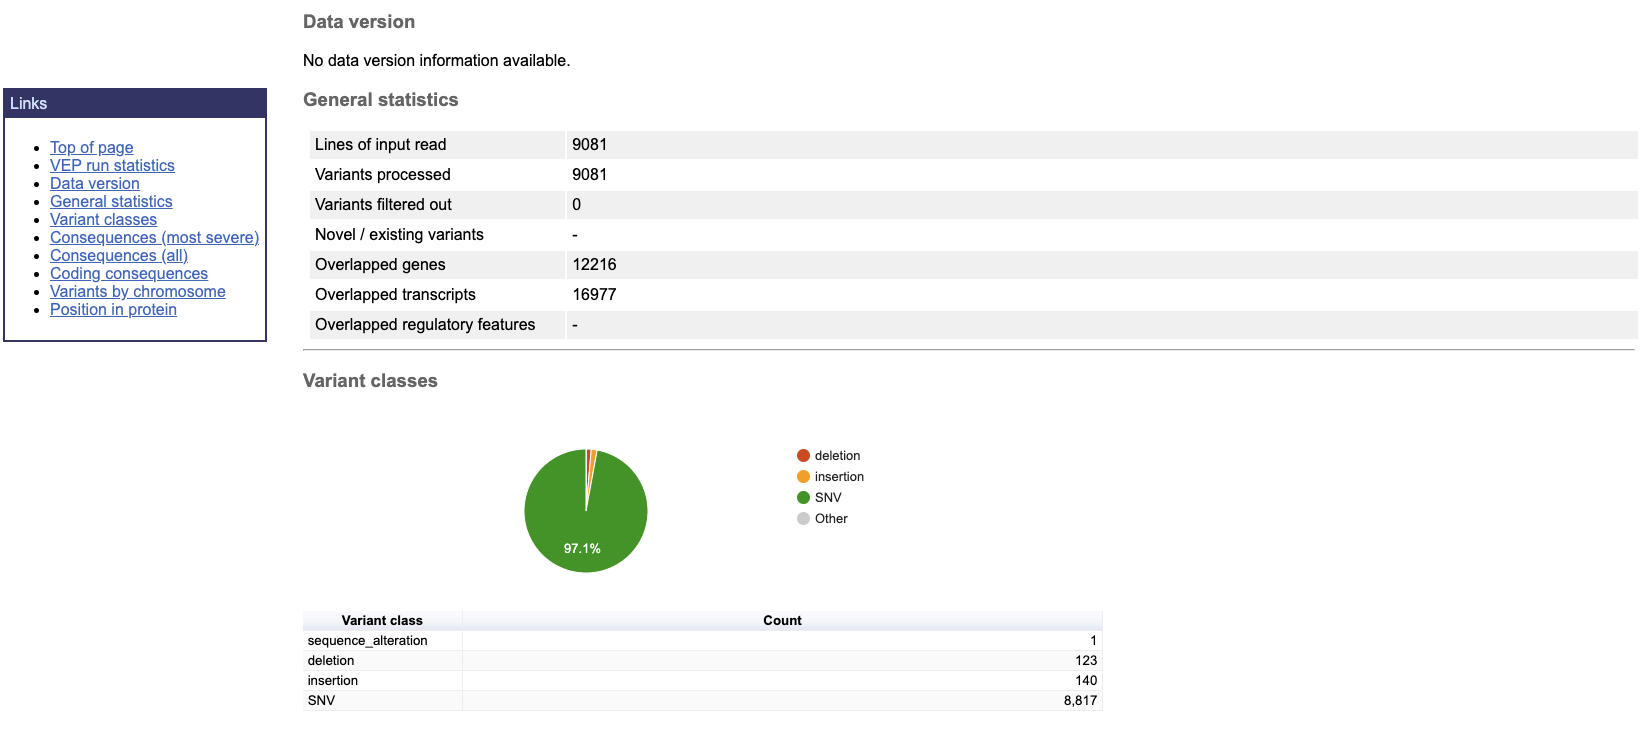 Data version
No data version information available.
Links
Top of page
VEP run statistics
Data version
General statistics
Variant classes
Consequences (most severe)
Consequences (all)
Coding consequences
Variants by chromosome
Position in protein
General statistics
Lines of input read 9081
Variants processed 9081
Variants filtered out 0
Novel / existing variants -
Overlapped genes 12216
Overlapped transcripts 16977
Overlapped regulatory features -
Variant classes
97.1%
deletion
insertion
SNV
Other
Variant class Count
sequence_alteration 1
deletion 123
insertion 140
SNV 8,817